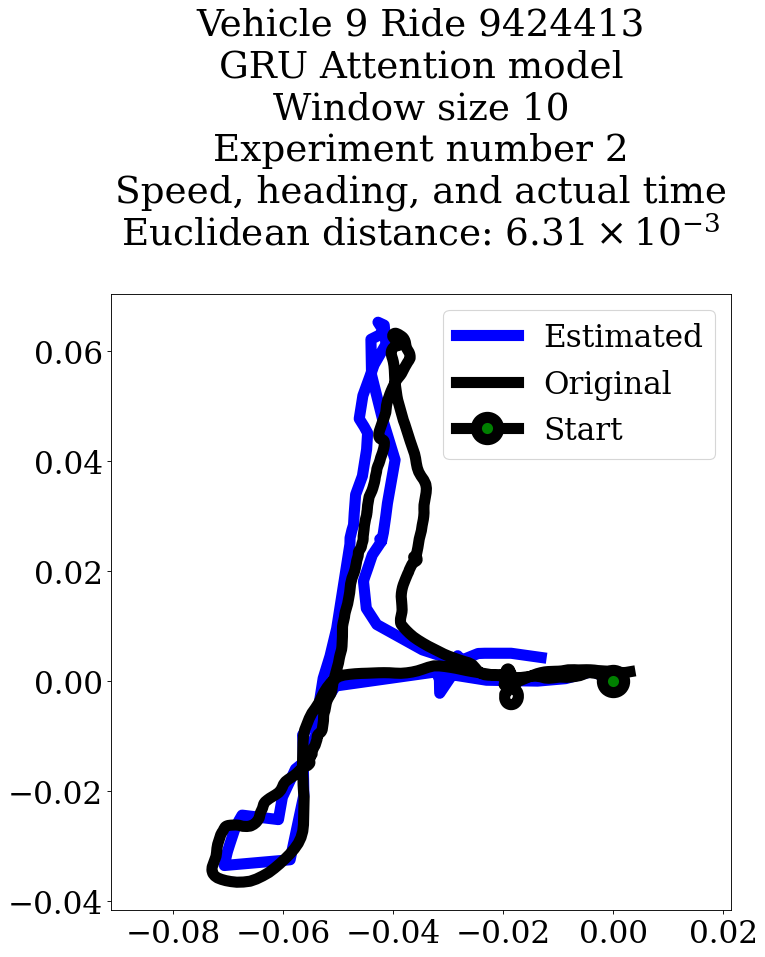 Vehicle 9 Ride 9424413
GRU Attention model
Window size 10
Experiment number 2
Speed, heading, and actual time
Euclidean distance: 6.31 × 10⁻³
Estimated
Original
Start
0.06
0.04
0.02
0.00
−0.02
−0.04
−0.08 −0.06 −0.04 −0.02 0.00 0.02